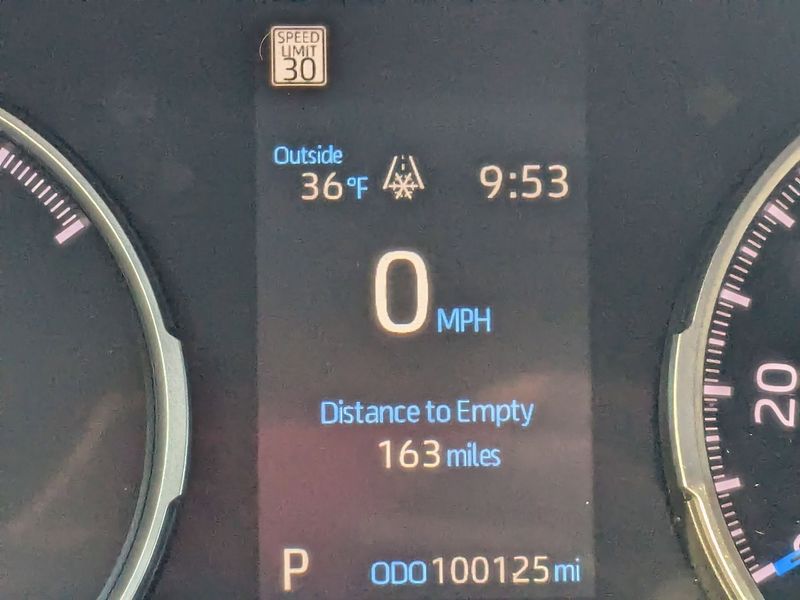 SPEED
LIMIT
30
Outside
36°F 9:53
0 MPH
Distance to Empty
163 miles
20
P ODO 100125 mi